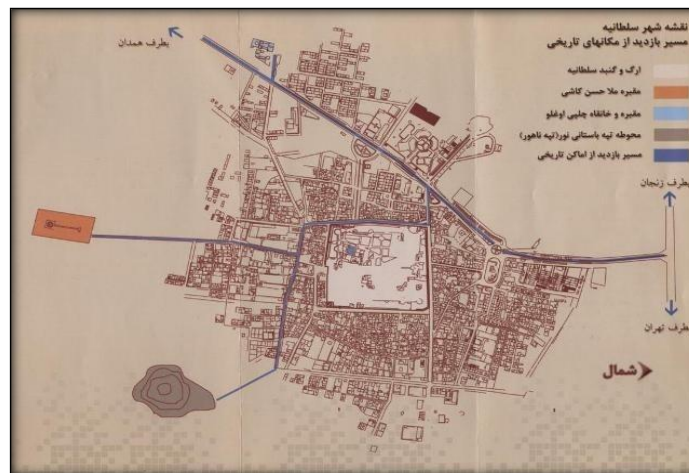 نقشه شهر سلطانیه
مسیر بازدید از مکانهای تاریخی
ارگ و گنبد سلطانیه
مقبره ملا حسن کاشی
مقبره و خانقاه چلپی اوغلو
محوطه تپه باستانی نور(تپه ناهور)
مسیر بازدید از اماکن تاریخی
بطرف همدان
بطرف زنجان
بطرف تهران
شمال